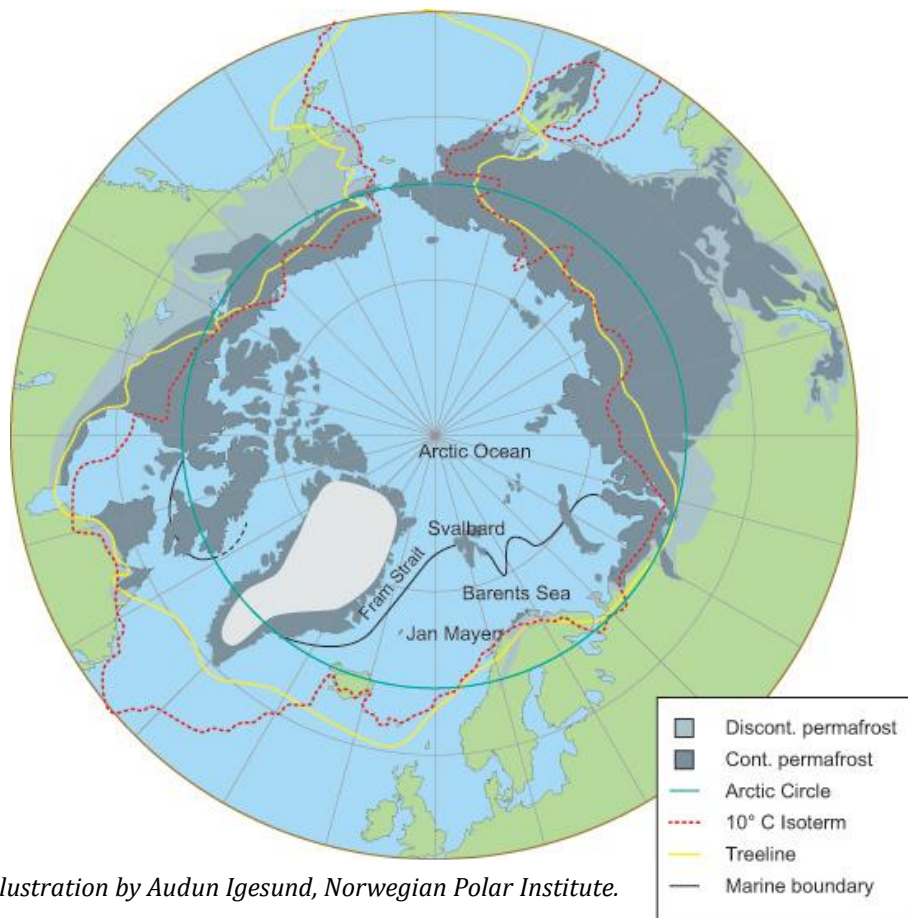 Arctic Ocean
Svalbard
Fram Strait
Barents Sea
Jan Mayen
Discont. permafrost
Cont. permafrost
Arctic Circle
10° C Isoterm
Treeline
Marine boundary
llustration by Audun Igesund, Norwegian Polar Institute.